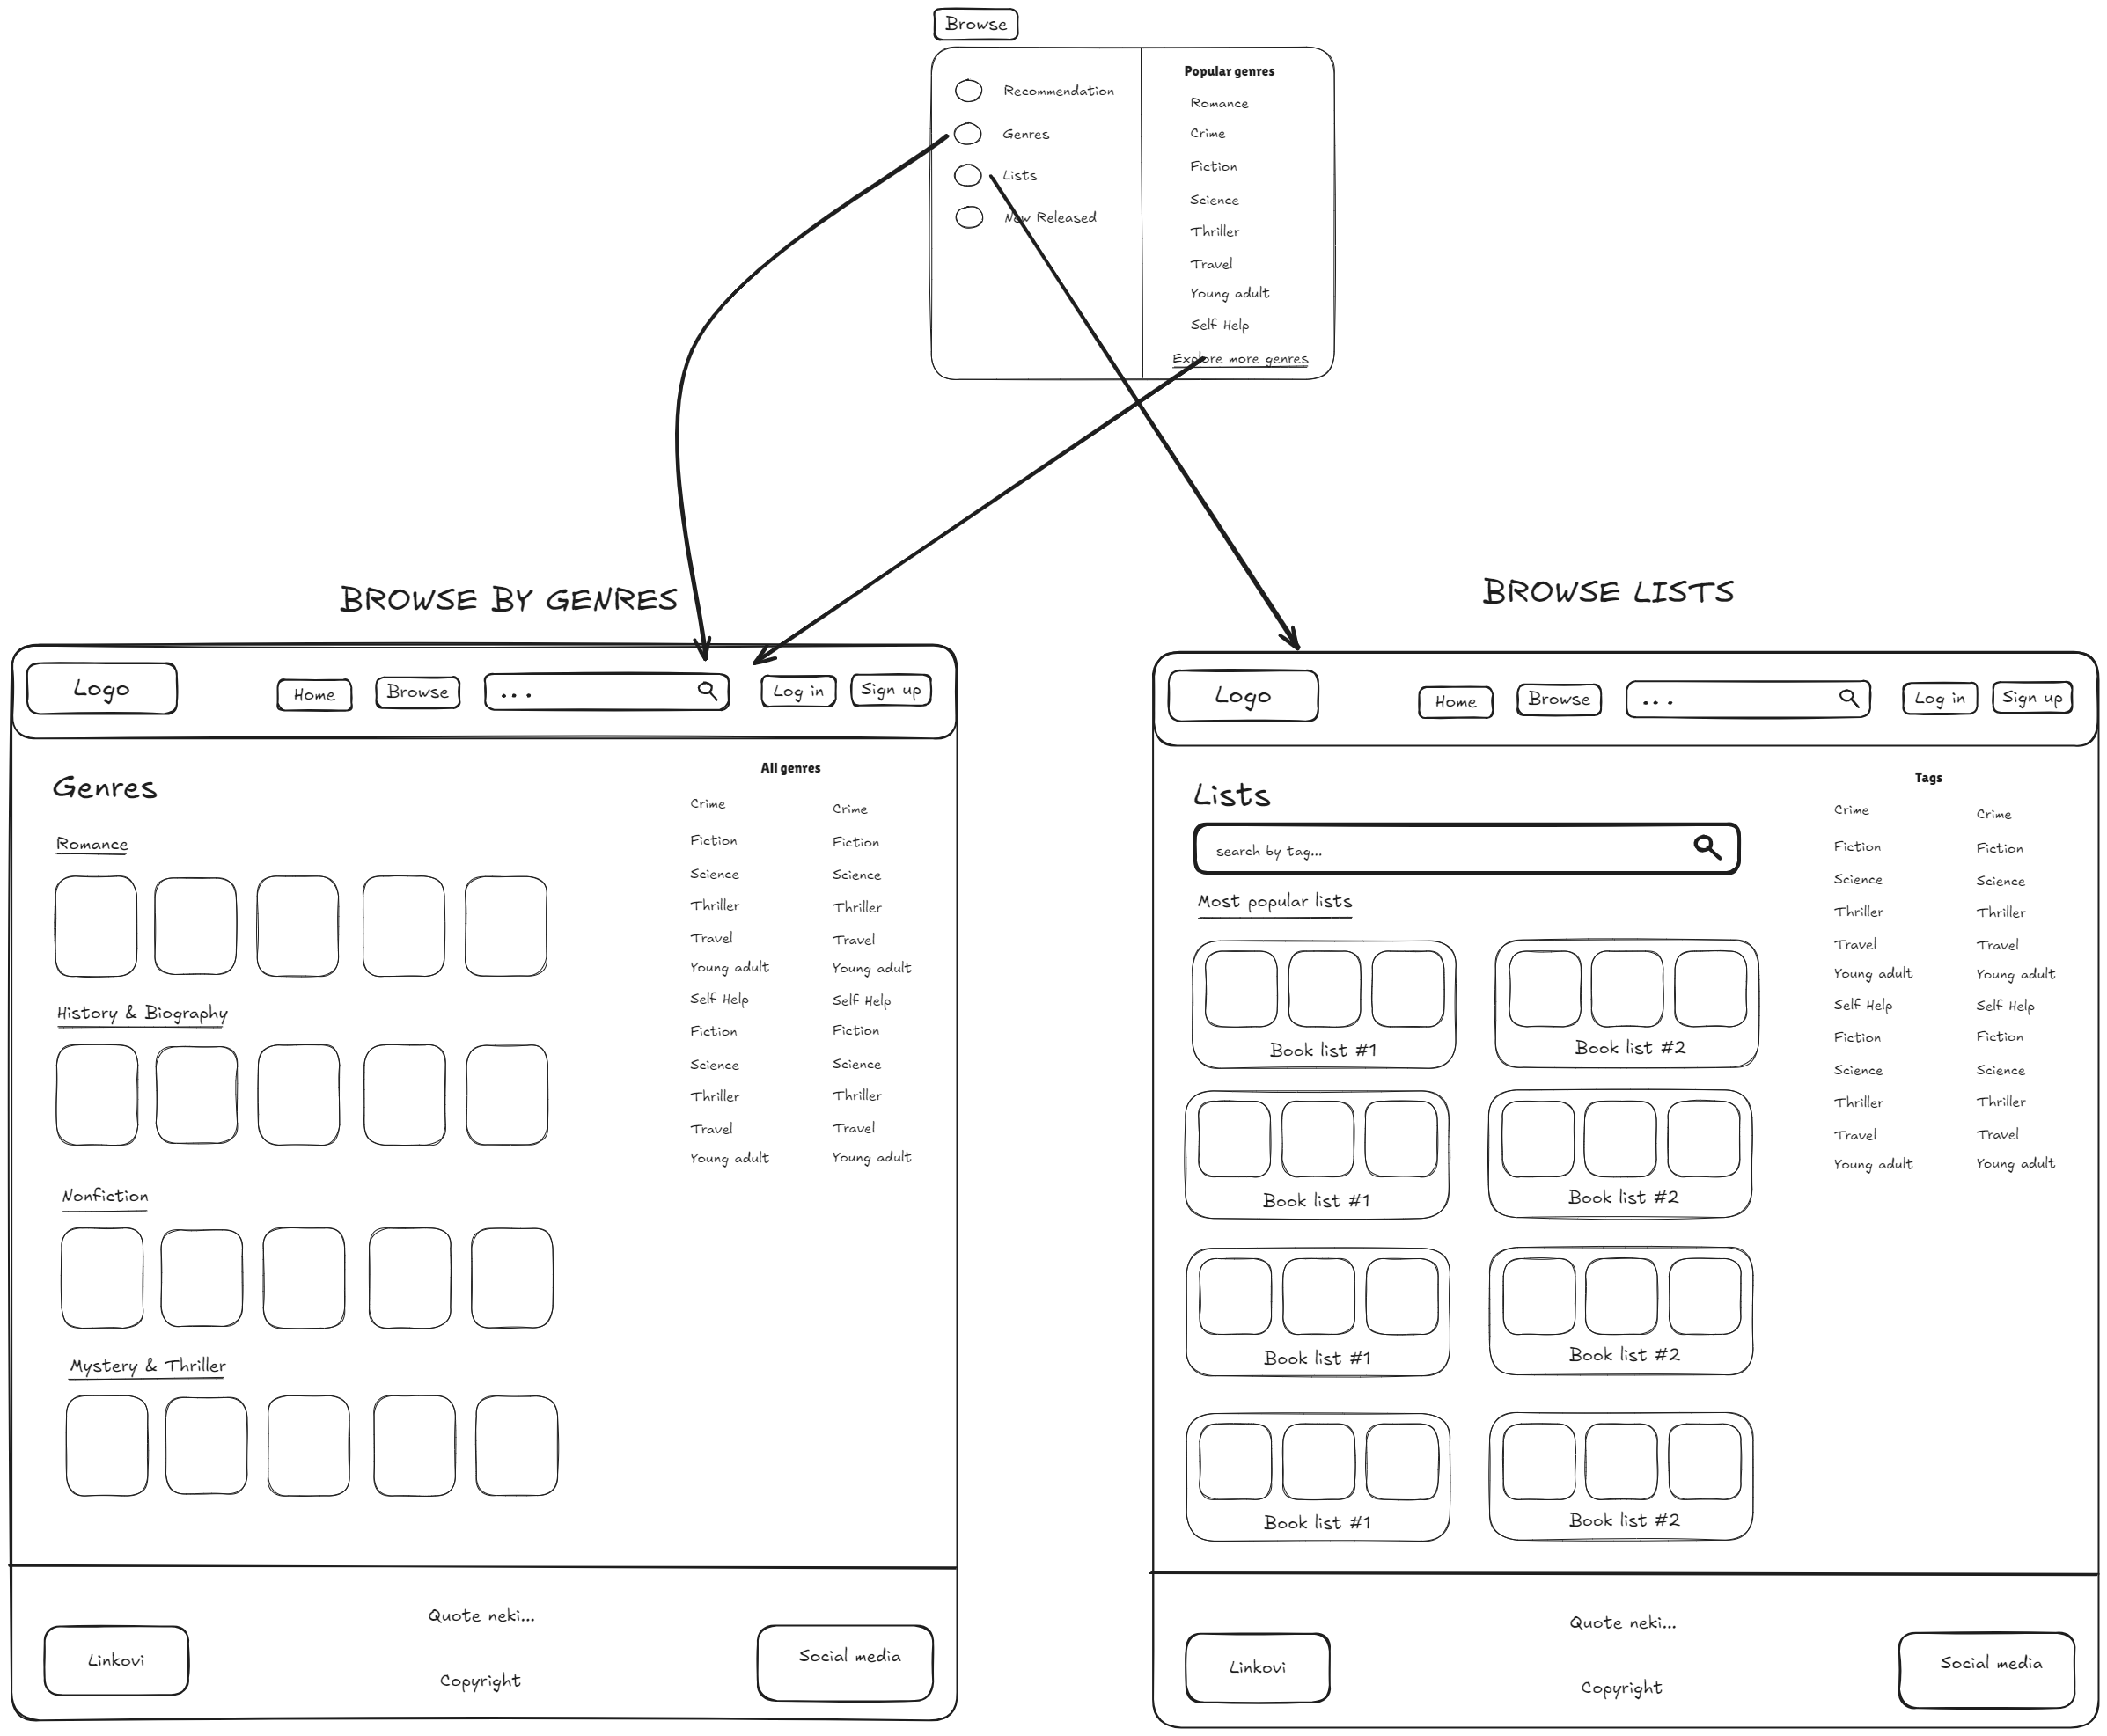 Browse
Recommendation
Genres
Lists
New Released
Popular genres
Romance
Crime
Fiction
Science
Thriller
Travel
Young adult
Self Help
Explore more genres
BROWSE BY GENRES
Logo
Home
Browse
...
Log in
Sign up
Genres
Romance
History & Biography
Nonfiction
Mystery & Thriller
All genres
Crime
Fiction
Science
Thriller
Travel
Young adult
Self Help
Fiction
Science
Thriller
Travel
Young adult
Crime
Fiction
Science
Thriller
Travel
Young adult
Self Help
Fiction
Science
Thriller
Travel
Young adult
Linkovi
Quote neki...
Copyright
Social media
BROWSE LISTS
Logo
Home
Browse
...
Log in
Sign up
Lists
search by tag...
Most popular lists
Book list #1
Book list #2
Book list #1
Book list #2
Book list #1
Book list #2
Book list #1
Book list #2
Tags
Crime
Fiction
Science
Thriller
Travel
Young adult
Self Help
Fiction
Science
Thriller
Travel
Young adult
Crime
Fiction
Science
Thriller
Travel
Young adult
Self Help
Fiction
Science
Thriller
Travel
Young adult
Linkovi
Quote neki...
Copyright
Social media